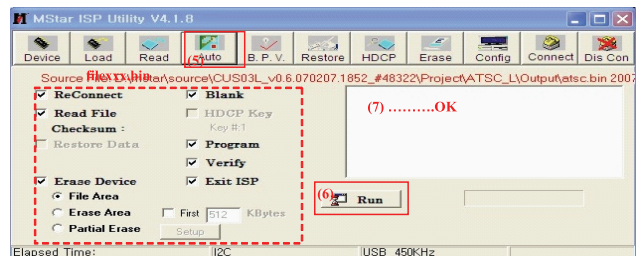 MStar ISP Utility V4.1.8
Device Load Read Auto B. P. V. Restore HDCP Erase Config Connect Dis Con
(5)
Source File: D:\mstar\source\CUS03L_v0.6.070207.1852_#48322\Project\ATSC_L\Output\atsc.bin 2007
filexxx.bin
ReConnect Blank
Read File HDCP Key
Checksum : Key #:1
Restore Data Program
Verify
Erase Device Exit ISP
File Area
Erase Area First 512 KBytes
Partial Erase Setup
(7) ..........OK
(6) Run
Elapsed Time: I2C USB 450KHz